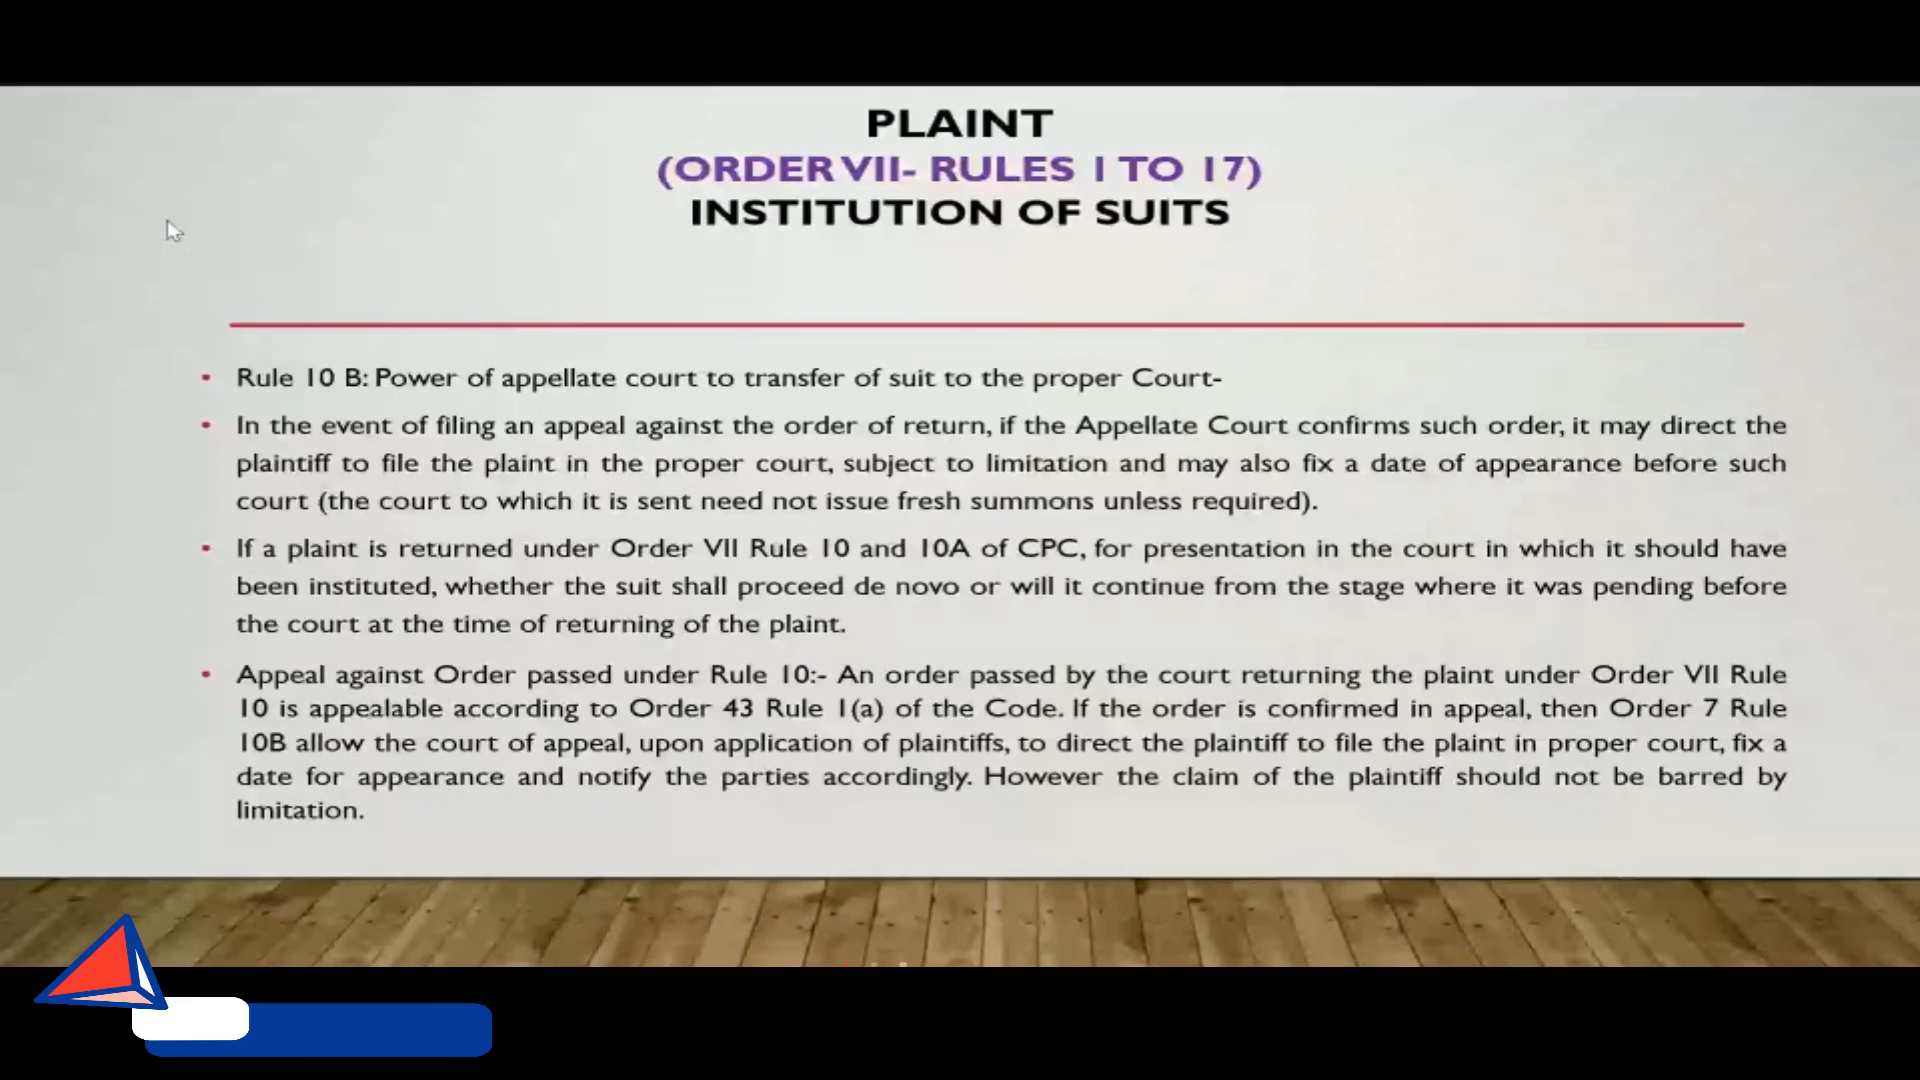 PLAINT
(ORDER VII- RULES 1 TO 17)
INSTITUTION OF SUITS
• Rule 10 B: Power of appellate court to transfer of suit to the proper Court-
• In the event of filing an appeal against the order of return, if the Appellate Court confirms such order, it may direct the
plaintiff to file the plaint in the proper court, subject to limitation and may also fix a date of appearance before such
court (the court to which it is sent need not issue fresh summons unless required).
• If a plaint is returned under Order VII Rule 10 and 10A of CPC, for presentation in the court in which it should have
been instituted, whether the suit shall proceed de novo or will it continue from the stage where it was pending before
the court at the time of returning of the plaint.
• Appeal against Order passed under Rule 10:- An order passed by the court returning the plaint under Order VII Rule
10 is appealable according to Order 43 Rule 1(a) of the Code. If the order is confirmed in appeal, then Order 7 Rule
10B allow the court of appeal, upon application of plaintiffs, to direct the plaintiff to file the plaint in proper court, fix a
date for appearance and notify the parties accordingly. However the claim of the plaintiff should not be barred by
limitation.